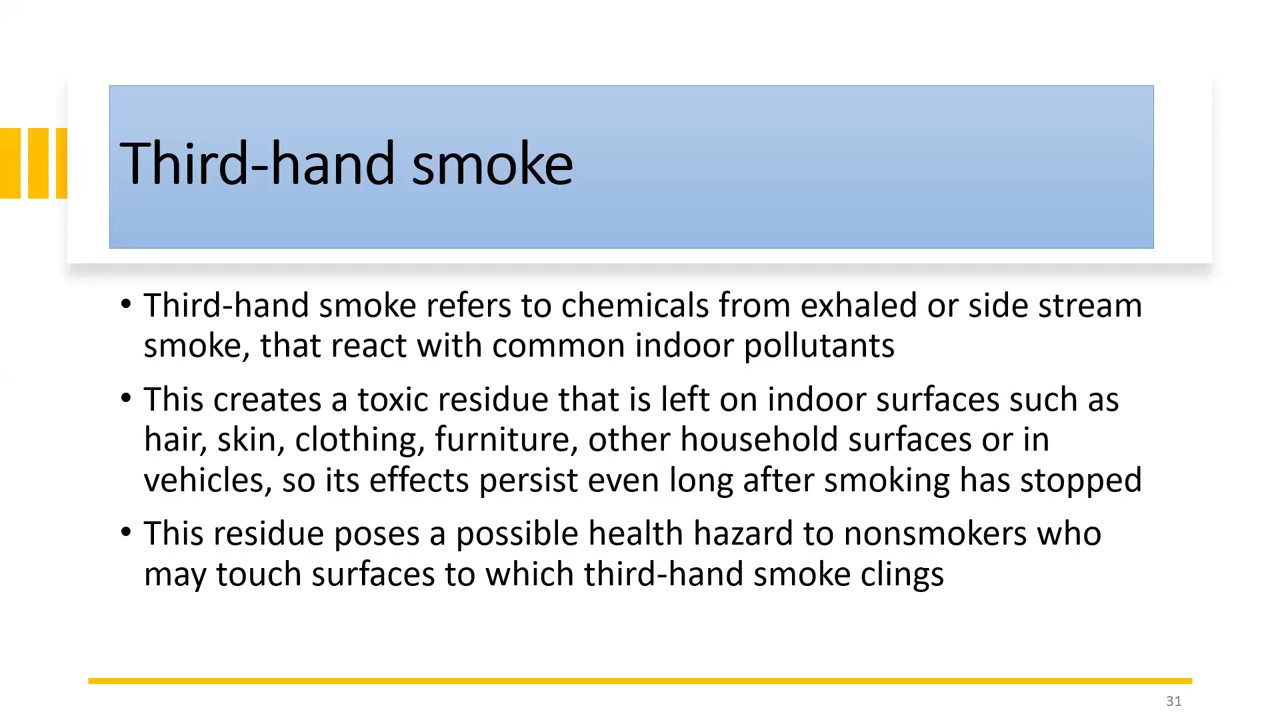 Third-hand smoke
• Third-hand smoke refers to chemicals from exhaled or side stream
smoke, that react with common indoor pollutants
• This creates a toxic residue that is left on indoor surfaces such as
hair, skin, clothing, furniture, other household surfaces or in
vehicles, so its effects persist even long after smoking has stopped
• This residue poses a possible health hazard to nonsmokers who
may touch surfaces to which third-hand smoke clings
31